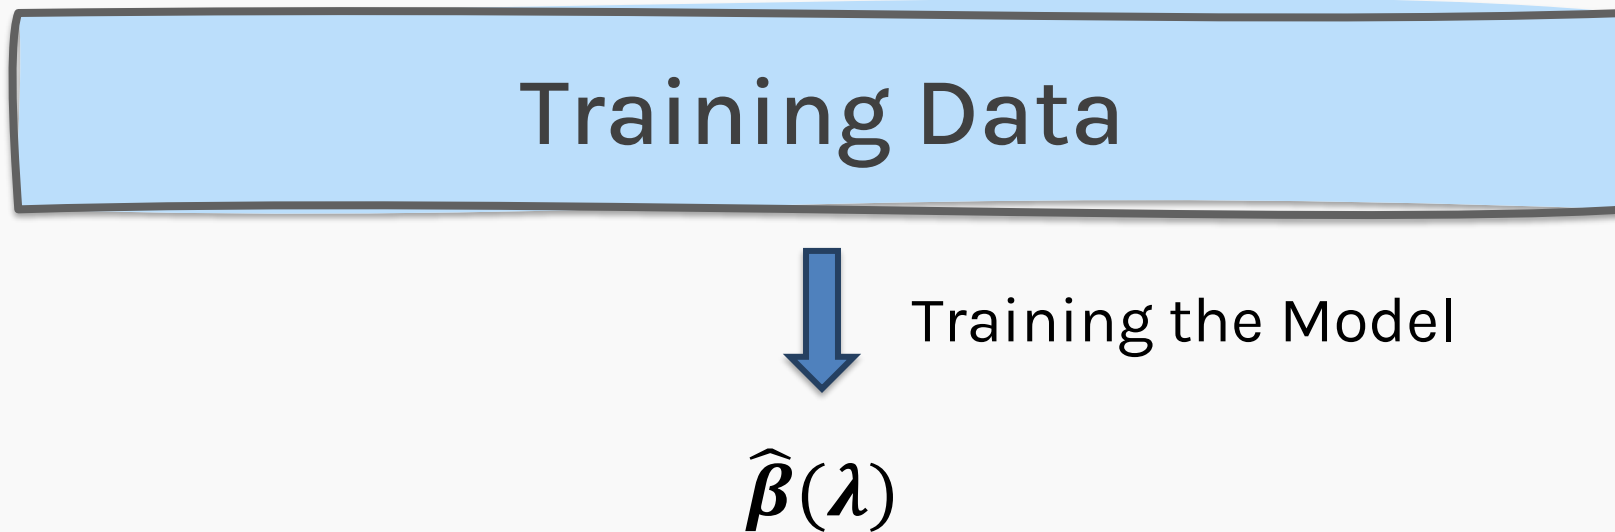 Training Data
Training the Model
𝜷̂(𝝀)